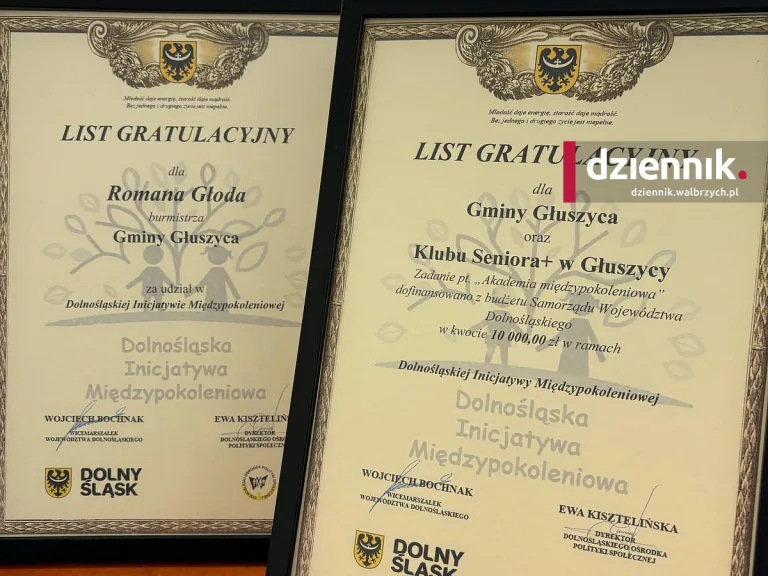 Młodość daje energię, starość daje mądrość.
Bez jednego i drugiego życie jest niepełne.
LIST GRATULACYJNY
dla
Romana Głoda
burmistrza
Gminy Głuszyca
za udział w
Dolnośląskiej Inicjatywie Międzypokoleniowej
Dolnośląska
Inicjatywa
Międzypokoleniowa
WOJCIECH BOCHNAK
WICEMARSZAŁEK
WOJEWÓDZTWA DOLNOŚLĄSKIEGO
EWA KISZTELIŃ
DYREKTOR
DOLNOŚLĄSKIEGO OŚRO
POLITYKI SPOŁECZN
DOLNY
ŚLĄSK
Młodość daje energię, starość daje mądrość.
Bez jednego i drugiego życie jest niepełne.
LIST GRATULACYJNY
dla
Gminy Głuszyca
oraz
Klubu Seniora+ w Głuszycy
Zadanie pt. „Akademia międzypokoleniowa”
dofinansowano z budżetu Samorządu Województwa
Dolnośląskiego
w kwocie 10 000,00 zł w ramach
Dolnośląskiej Inicjatywy Międzypokoleniowej
Dolnośląska
Inicjatywa
Międzypokoleniowa
WOJCIECH BOCHNAK
WICEMARSZAŁEK
WOJEWÓDZTWA DOLNOŚLĄSKIEGO
EWA KISZTELIŃSKA
DYREKTOR
DOLNOŚLĄSKIEGO OŚRODKA
POLITYKI SPOŁECZNEJ
DOLNY
ŚLĄSK
dziennik.
dziennik.walbrzych.pl